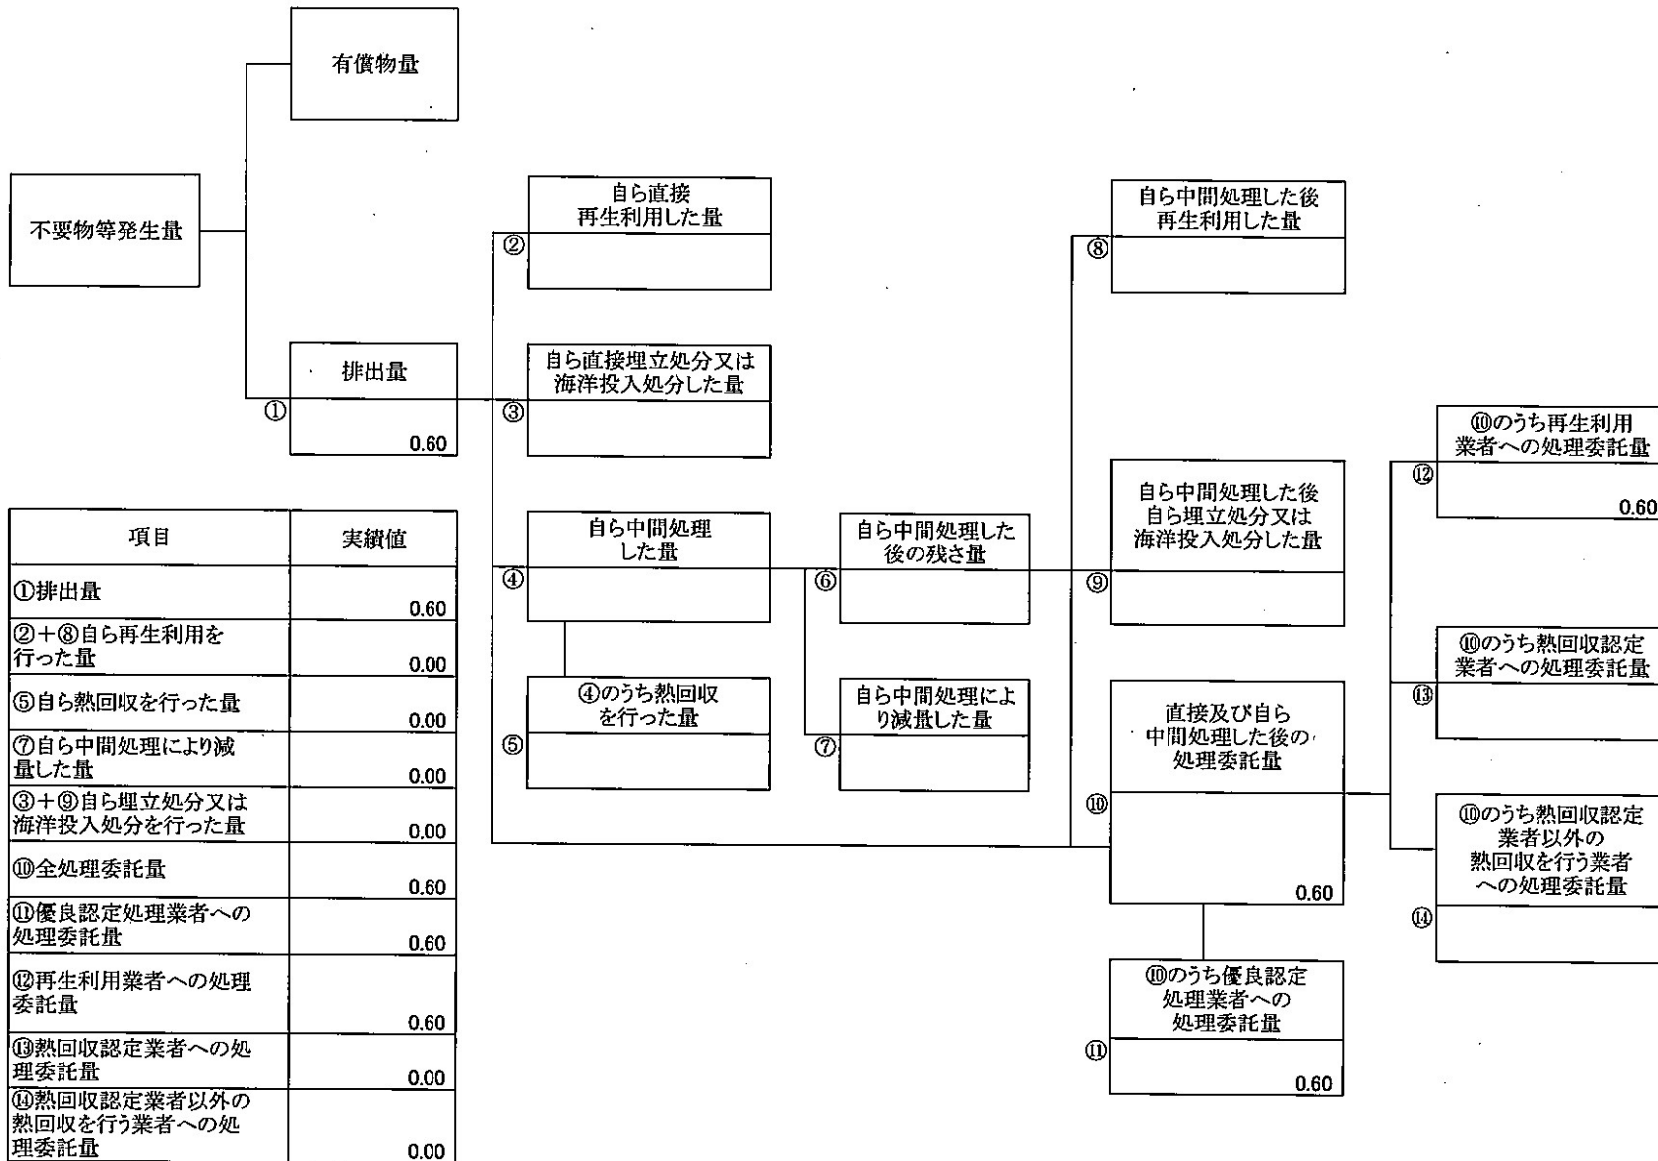 有償物量
不要物等発生量
排出量
①
0.60
自ら直接
再生利用した量
②
自ら直接埋立処分又は
海洋投入処分した量
③
自ら中間処理
した量
④
④のうち熱回収
を行った量
⑤
自ら中間処理した
後の残さ量
⑥
自ら中間処理によ
り減量した量
⑦
自ら中間処理した後
再生利用した量
⑧
自ら中間処理した後
自ら埋立処分又は
海洋投入処分した量
⑨
直接及び自ら
中間処理した後の
処理委託量
⑩
0.60
⑩のうち優良認定
処理業者への
処理委託量
⑪
0.60
⑩のうち再生利用
業者への処理委託量
⑫
0.60
⑩のうち熱回収認定
業者への処理委託量
⑬
⑩のうち熱回収認定
業者以外の
熱回収を行う業者
への処理委託量
⑭
項目 実績値
①排出量
0.60
②+⑧自ら再生利用を
行った量
0.00
⑤自ら熱回収を行った量
0.00
⑦自ら中間処理により減
量した量
0.00
③+⑨自ら埋立処分又は
海洋投入処分を行った量
0.00
⑩全処理委託量
0.60
⑪優良認定処理業者への
処理委託量
0.60
⑫再生利用業者への処理
委託量
0.60
⑬熱回収認定業者への処
理委託量
0.00
⑭熱回収認定業者以外の
熱回収を行う業者への処
理委託量
0.00